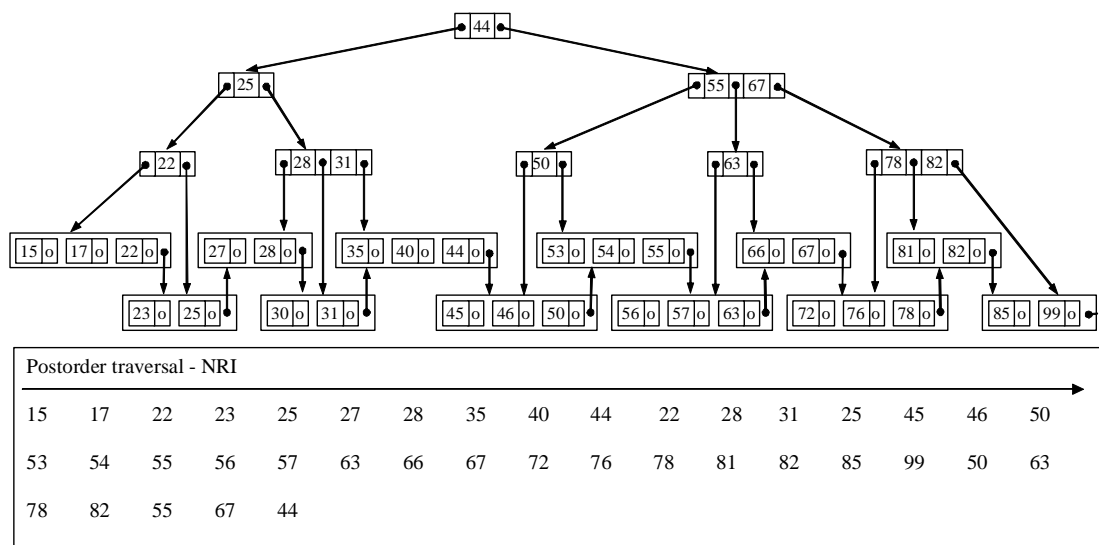 44
25 55 67
22 28 31 50 63 78 82
15 o 17 o 22 o 27 o 28 o 35 o 40 o 44 o 53 o 54 o 55 o 66 o 67 o 81 o 82 o
23 o 25 o 30 o 31 o 45 o 46 o 50 o 56 o 57 o 63 o 72 o 76 o 78 o 85 o 99 o
Postorder traversal - NRI
15 17 22 23 25 27 28 35 40 44 22 28 31 25 45 46 50
53 54 55 56 57 63 66 67 72 76 78 81 82 85 99 50 63
78 82 55 67 44